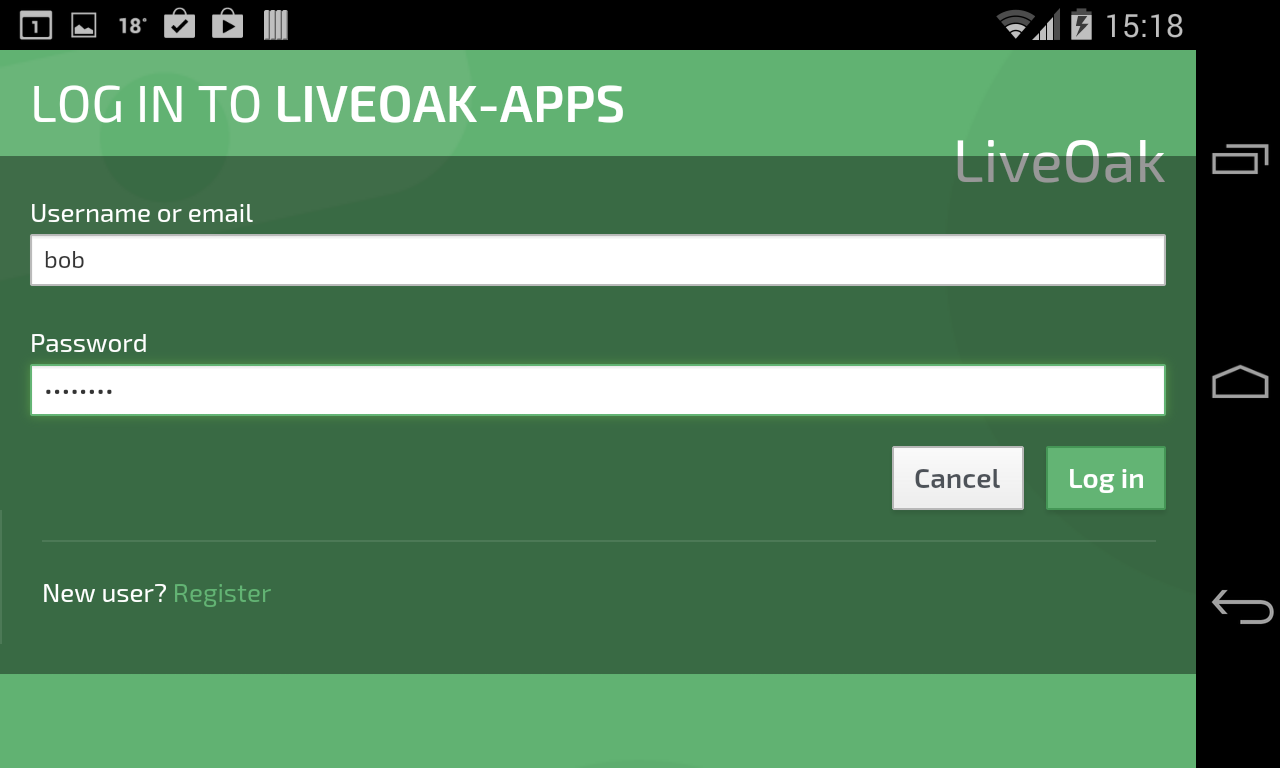 1 18° 15:18
LOG IN TO LIVEOAK-APPS
LiveOak
Username or email
bob
Password
••••••••
Cancel Log in
New user? Register